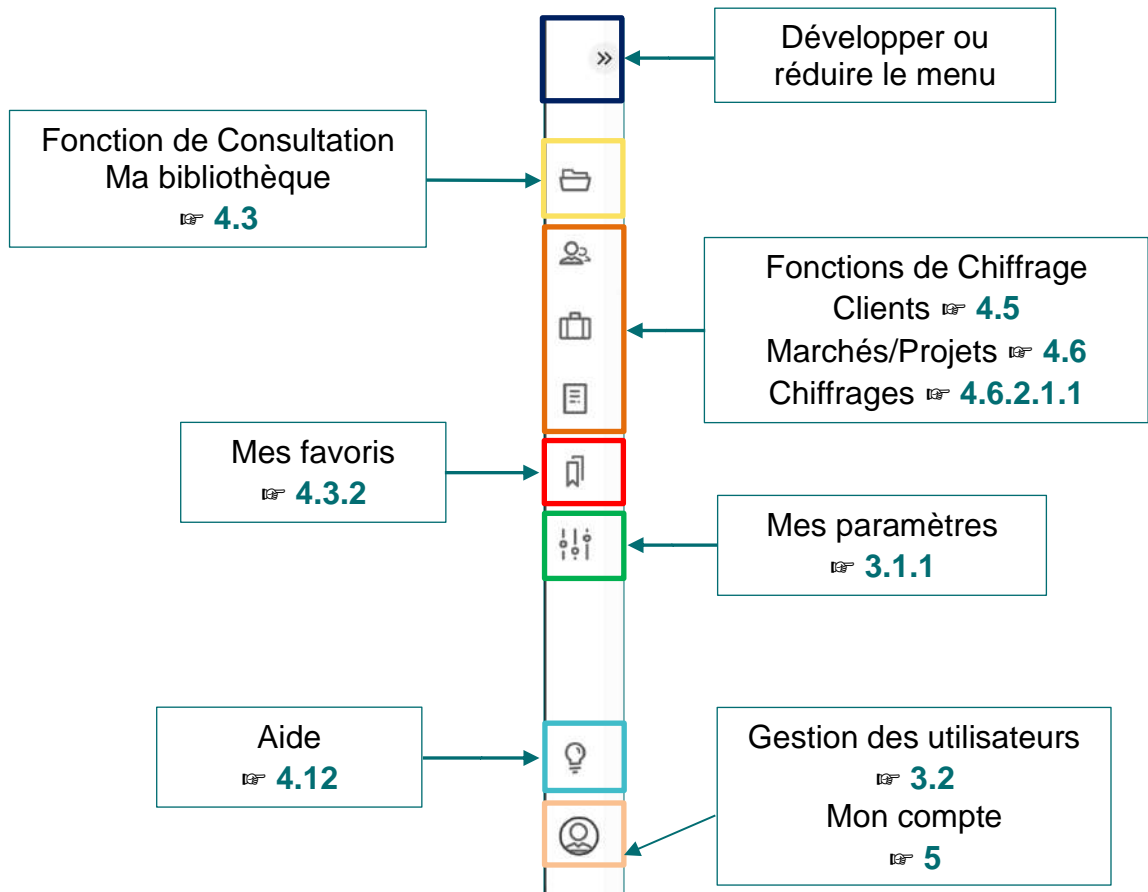 Développer ou
réduire le menu
Fonction de Consultation
Ma bibliothèque
☞ 4.3
Fonctions de Chiffrage
Clients ☞ 4.5
Marchés/Projets ☞ 4.6
Chiffrages ☞ 4.6.2.1.1
Mes favoris
☞ 4.3.2
Mes paramètres
☞ 3.1.1
Aide
☞ 4.12
Gestion des utilisateurs
☞ 3.2
Mon compte
☞ 5